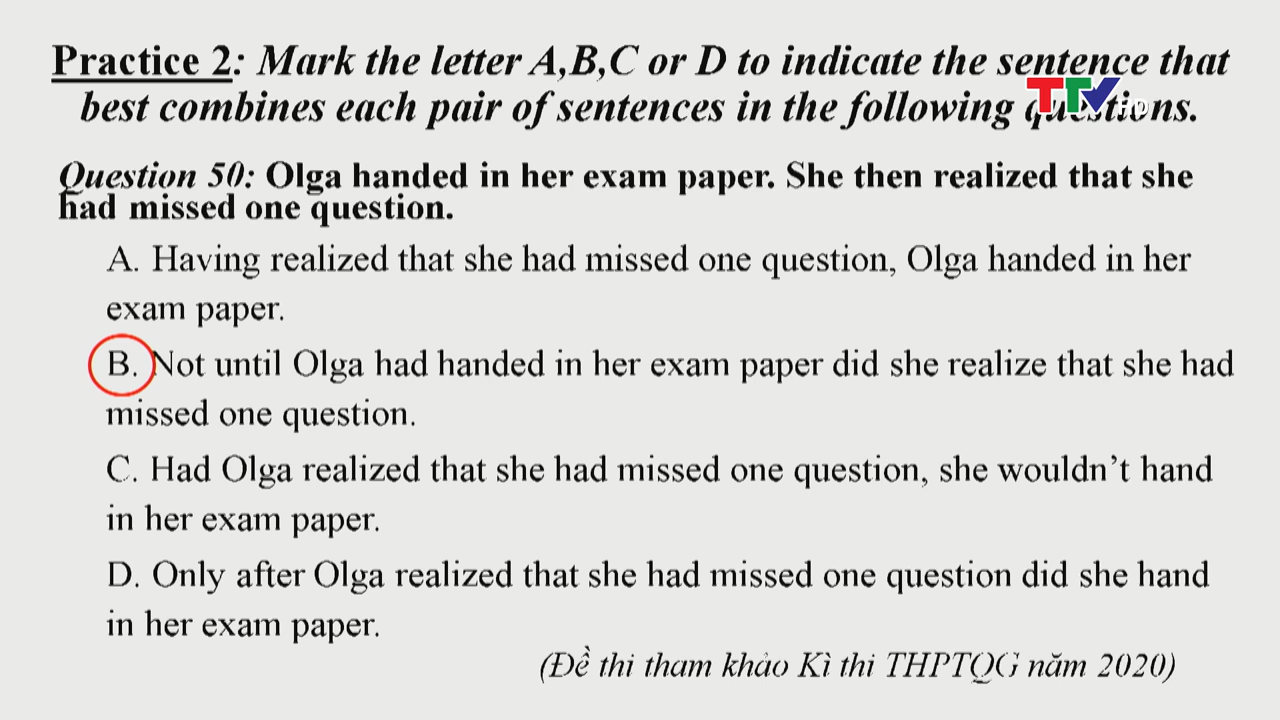 Practice 2: Mark the letter A,B,C or D to indicate the sentence that
best combines each pair of sentences in the following questions.
TTV HD
Question 50: Olga handed in her exam paper. She then realized that she
had missed one question.
A. Having realized that she had missed one question, Olga handed in her
exam paper.
B. Not until Olga had handed in her exam paper did she realize that she had
missed one question.
C. Had Olga realized that she had missed one question, she wouldn’t hand
in her exam paper.
D. Only after Olga realized that she had missed one question did she hand
in her exam paper.
(Đề thi tham khảo Kì thi THPTQG năm 2020)